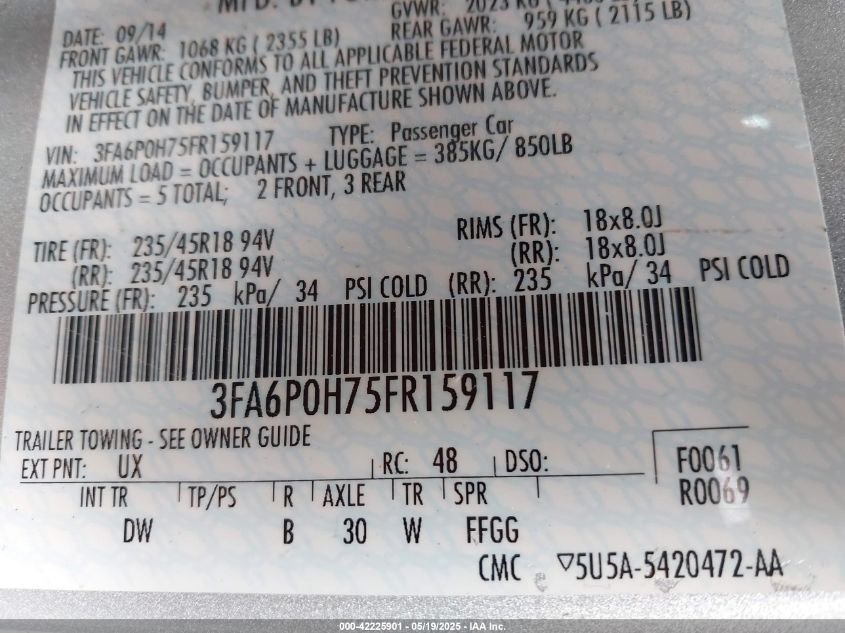 MFD. BY FO
GVWR: 2023 KG (
DATE: 09/14
REAR GAWR: 959 KG ( 2115 LB)
FRONT GAWR: 1068 KG ( 2355 LB)
THIS VEHICLE CONFORMS TO ALL APPLICABLE FEDERAL MOTOR
VEHICLE SAFETY, BUMPER, AND THEFT PREVENTION STANDARDS
IN EFFECT ON THE DATE OF MANUFACTURE SHOWN ABOVE.
VIN: 3FA6P0H75FR159117 TYPE: Passenger Car
MAXIMUM LOAD = OCCUPANTS + LUGGAGE = 385KG/ 850LB
OCCUPANTS = 5 TOTAL; 2 FRONT, 3 REAR
TIRE (FR): 235/45R18 94V RIMS (FR): 18x8.0J
(RR): 235/45R18 94V (RR): 18x8.0J
PRESSURE (FR): 235 kPa/ 34 PSI COLD (RR): 235 kPa/ 34 PSI COLD
3FA6P0H75FR159117
TRAILER TOWING - SEE OWNER GUIDE
EXT PNT: UX RC: 48 DSO: F0061
INT TR TP/PS R AXLE TR SPR R0069
DW B 30 W FFGG
CMC ▽5U5A-5420472-AA
000-42225901 - 05/19/2025 - IAA Inc.